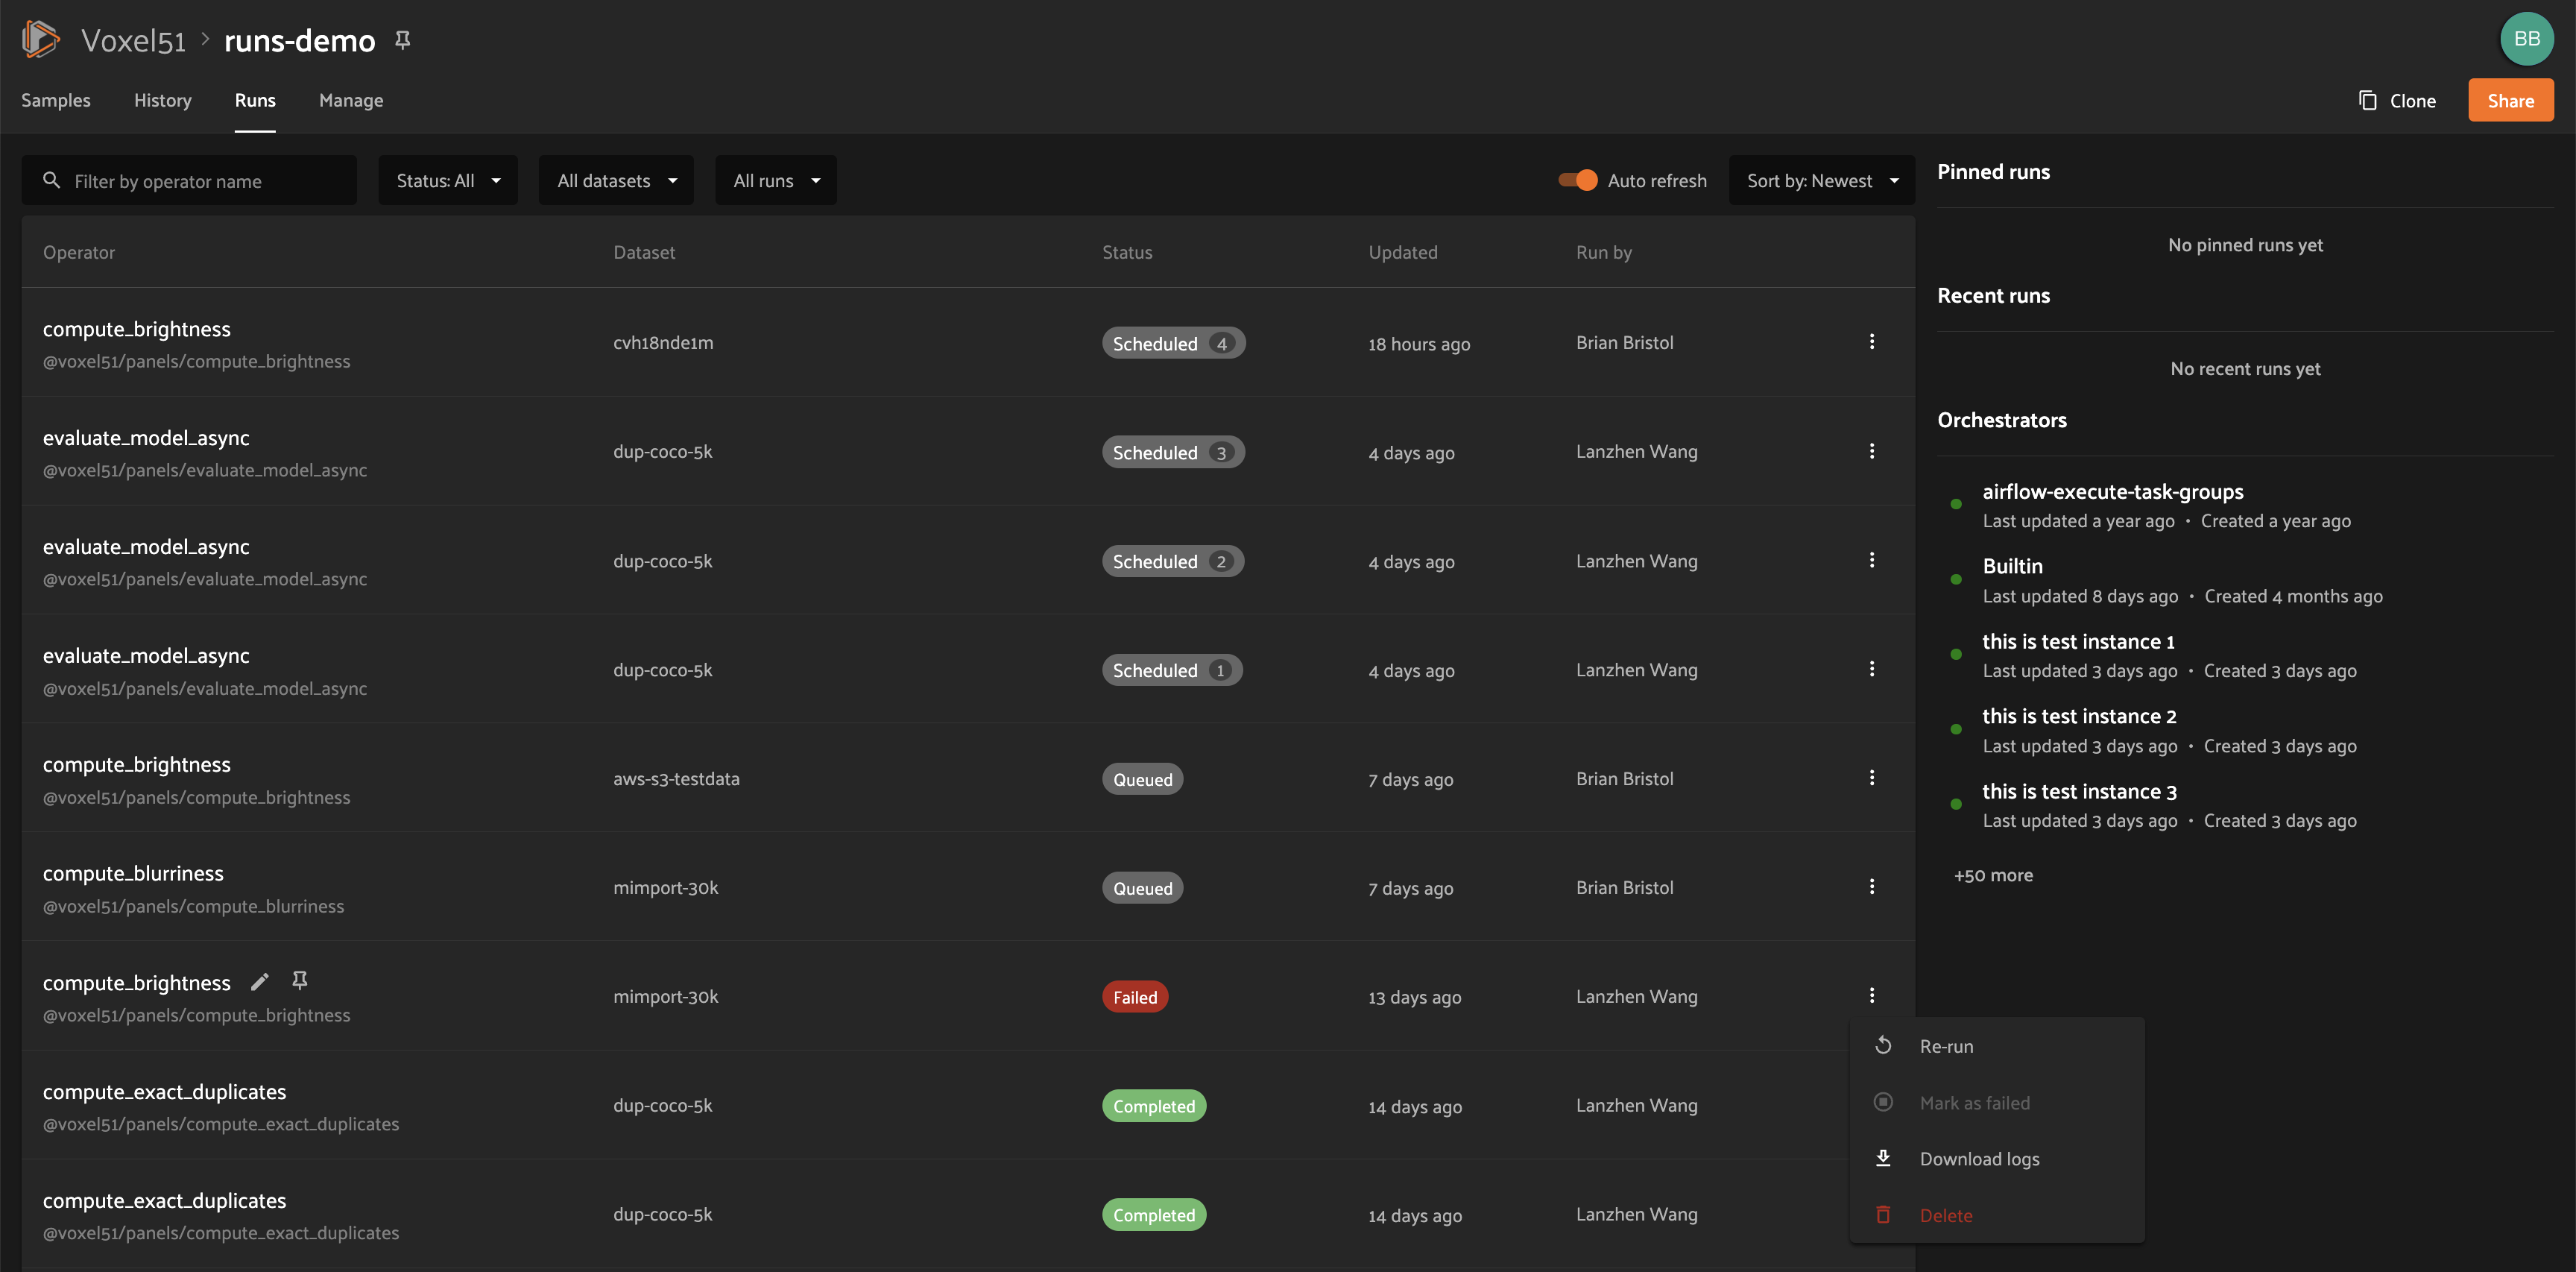 Voxel51 > runs-demo
BB
Samples History Runs Manage
Clone Share
Filter by operator name Status: All All datasets All runs Auto refresh Sort by: Newest
Operator Dataset Status Updated Run by
compute_brightness
@voxel51/panels/compute_brightness
cvh18nde1m Scheduled 4 18 hours ago Brian Bristol
evaluate_model_async
@voxel51/panels/evaluate_model_async
dup-coco-5k Scheduled 3 4 days ago Lanzhen Wang
evaluate_model_async
@voxel51/panels/evaluate_model_async
dup-coco-5k Scheduled 2 4 days ago Lanzhen Wang
evaluate_model_async
@voxel51/panels/evaluate_model_async
dup-coco-5k Scheduled 1 4 days ago Lanzhen Wang
compute_brightness
@voxel51/panels/compute_brightness
aws-s3-testdata Queued 7 days ago Brian Bristol
compute_blurriness
@voxel51/panels/compute_blurriness
mimport-30k Queued 7 days ago Brian Bristol
compute_brightness
@voxel51/panels/compute_brightness
mimport-30k Failed 13 days ago Lanzhen Wang
compute_exact_duplicates
@voxel51/panels/compute_exact_duplicates
dup-coco-5k Completed 14 days ago Lanzhen Wang
compute_exact_duplicates
@voxel51/panels/compute_exact_duplicates
dup-coco-5k Completed 14 days ago Lanzhen Wang
Re-run
Mark as failed
Download logs
Delete
Pinned runs
No pinned runs yet
Recent runs
No recent runs yet
Orchestrators
airflow-execute-task-groups
Last updated a year ago • Created a year ago
Builtin
Last updated 8 days ago • Created 4 months ago
this is test instance 1
Last updated 3 days ago • Created 3 days ago
this is test instance 2
Last updated 3 days ago • Created 3 days ago
this is test instance 3
Last updated 3 days ago • Created 3 days ago
+50 more